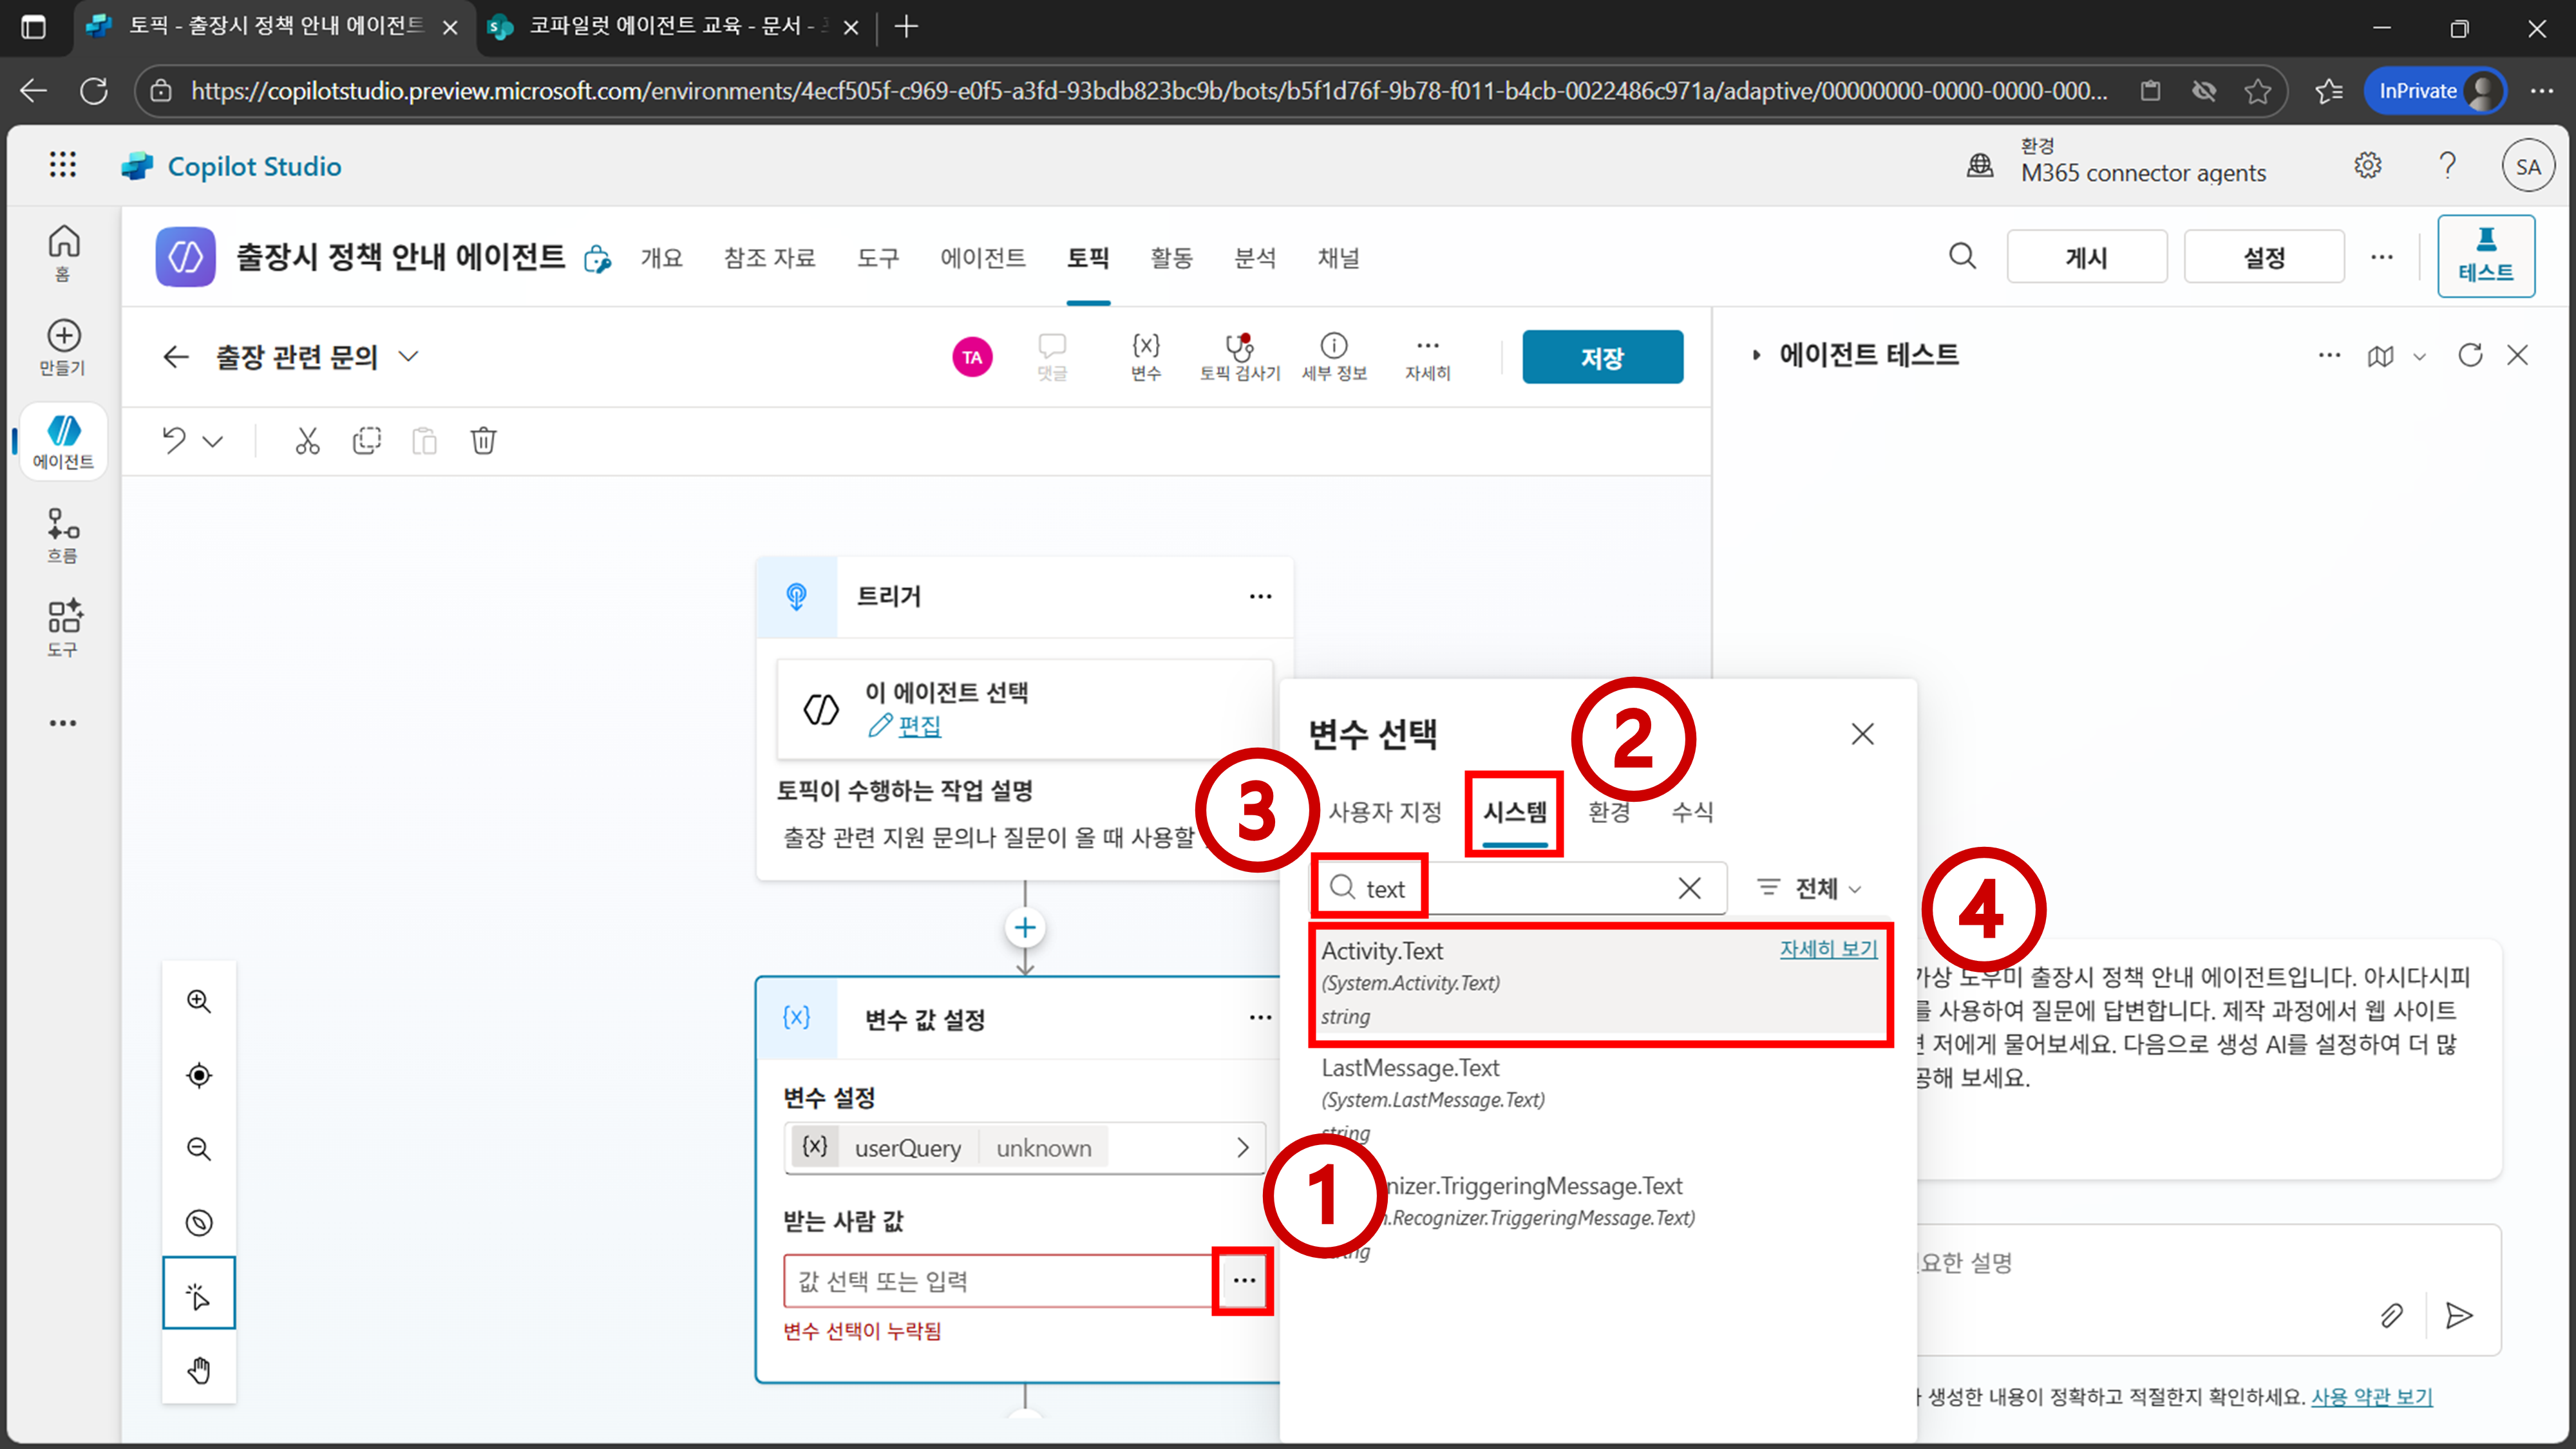 토픽 - 출장시 정책 안내 에이전트
코파일럿 에이전트 교육 - 문서 -
https://copilotstudio.preview.microsoft.com/environments/4ecf505f-c969-e0f5-a3fd-93bdb823bc9b/bots/b5f1d76f-9b78-f011-b4cb-0022486c971a/adaptive/00000000-0000-0000-000...
InPrivate
Copilot Studio
환경
M365 connector agents
SA
홈
만들기
에이전트
흐름
도구
출장시 정책 안내 에이전트
개요
참조 자료
도구
에이전트
토픽
활동
분석
채널
게시
설정
테스트
출장 관련 문의
TA
댓글
변수
토픽 검사기
세부 정보
자세히
저장
에이전트 테스트
트리거
이 에이전트 선택
편집
토픽이 수행하는 작업 설명
출장 관련 지원 문의나 질문이 올 때 사용할
변수 값 설정
변수 설정
{x} userQuery unknown
받는 사람 값
값 선택 또는 입력
변수 선택이 누락됨
1
변수 선택
2
3
사용자 지정
시스템
환경
수식
text
전체
4
Activity.Text
자세히 보기
(System.Activity.Text)
string
LastMessage.Text
(System.LastMessage.Text)
string
nizer.TriggeringMessage.Text
.Recognizer.TriggeringMessage.Text)
가상 도우미 출장시 정책 안내 에이전트입니다. 아시다시피
를 사용하여 질문에 답변합니다. 제작 과정에서 웹 사이트
저에게 물어보세요. 다음으로 생성 AI를 설정하여 더 많
공해 보세요.
요한 설명
생성한 내용이 정확하고 적절한지 확인하세요. 사용 약관 보기